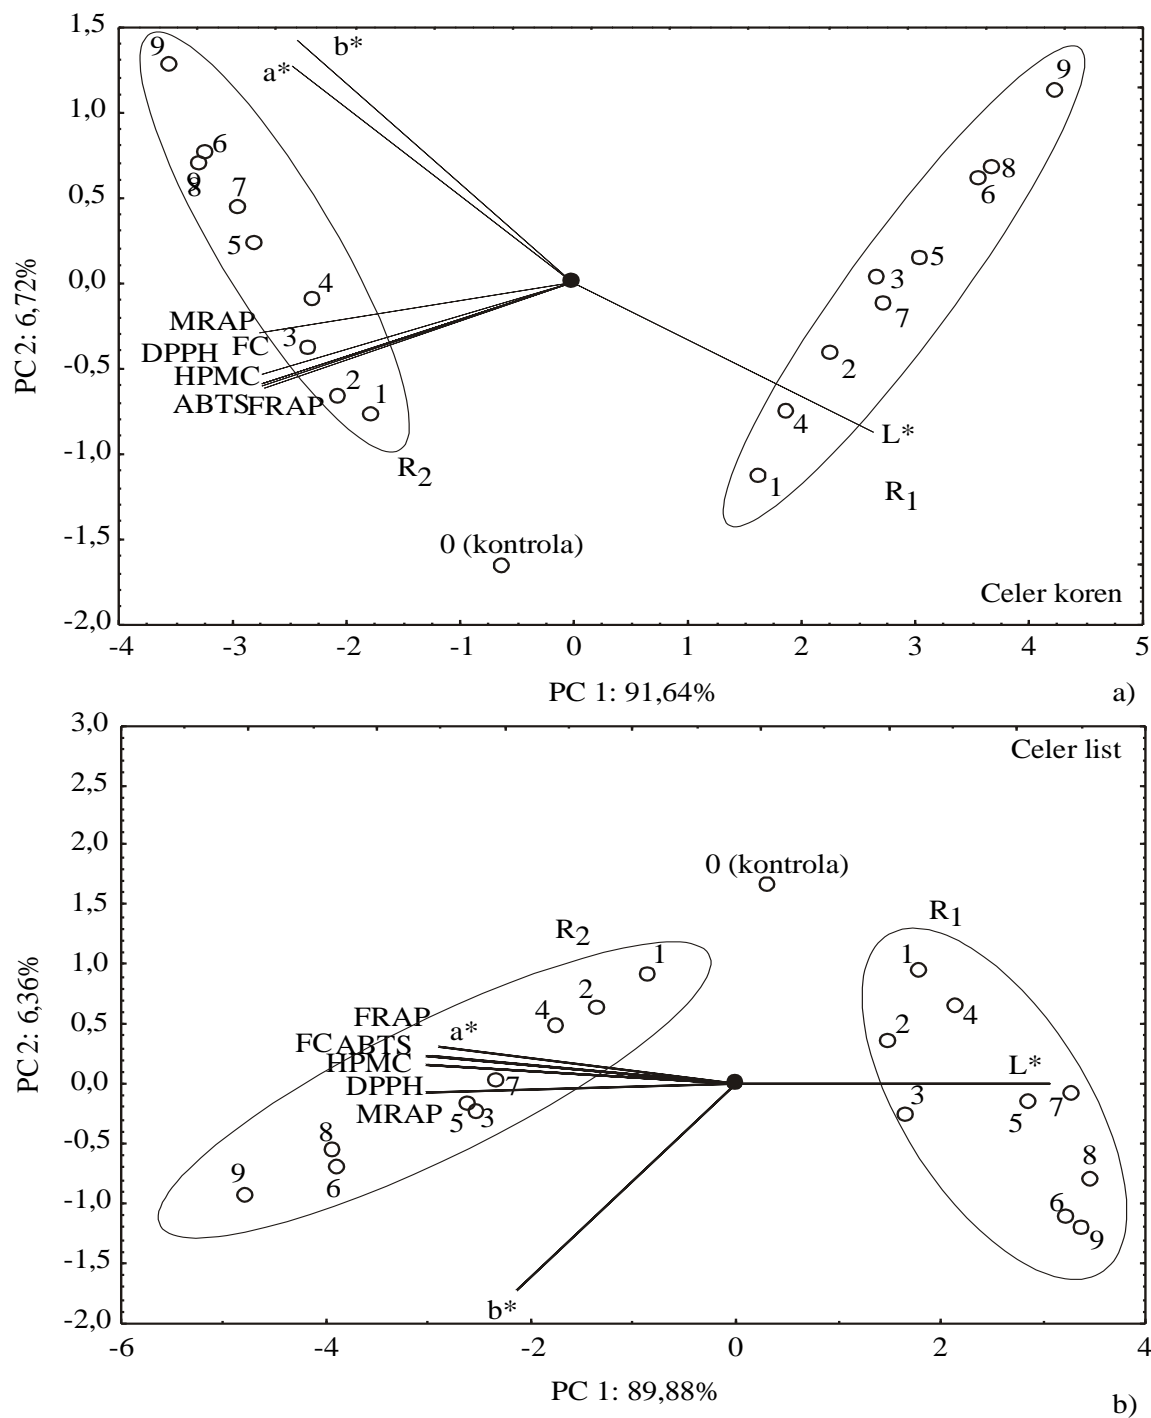 1,5
1,0
0,5
0,0
-0,5
-1,0
-1,5
-2,0
PC 2: 6,72%
b*
a*
9
6
9
8
7
5
4
MRAP
3
FC
DPPH
HPMC
2
1
ABTS
FRAP
R2
0 (kontrola)
9
8
6
5
3
7
2
4
L*
1
R1
Celer koren
-4
-3
-2
-1
0
1
2
3
4
5
PC 1: 91,64%
a)
3,0
2,5
2,0
1,5
1,0
0,5
0,0
-0,5
-1,0
-1,5
-2,0
PC 2: 6,36%
Celer list
0 (kontrola)
R2
1
2
4
FRAP
a*
FC
ABTS
HPMC
DPPH
7
MRAP
5
3
8
9
6
b*
R1
1
4
2
L*
3
5
7
8
6
9
-6
-4
-2
0
2
4
PC 1: 89,88%
b)